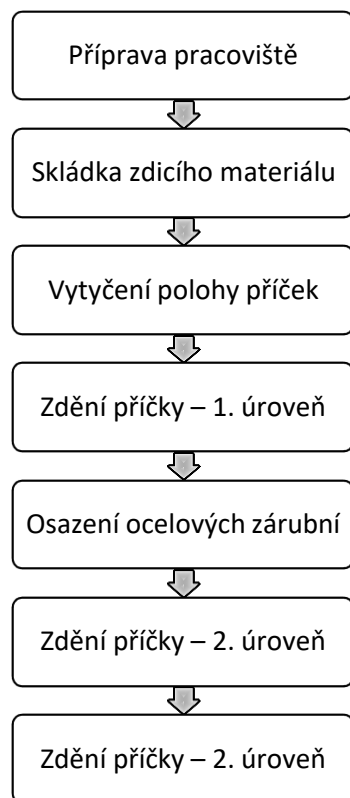 Příprava pracoviště
Skládka zdicího materiálu
Vytyčení polohy příček
Zdění příčky – 1. úroveň
Osazení ocelových zárubní
Zdění příčky – 2. úroveň
Zdění příčky – 2. úroveň